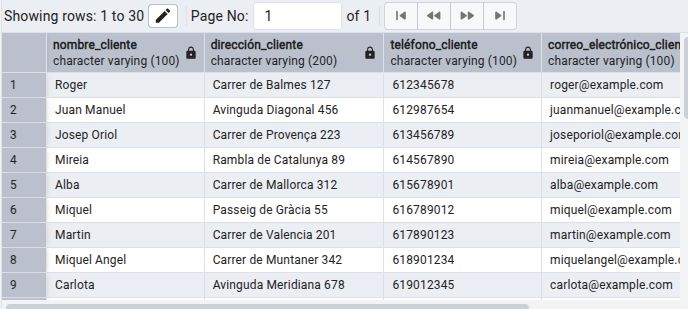 Showing rows: 1 to 30 Page No: 1 of 1
nombre_cliente dirección_cliente teléfono_cliente correo_electrónico_clien
character varying (100) character varying (200) character varying (100) character varying (100)
1 Roger Carrer de Balmes 127 612345678 roger@example.com
2 Juan Manuel Avinguda Diagonal 456 612987654 juanmanuel@example.c
3 Josep Oriol Carrer de Provença 223 613456789 joseporiol@example.co
4 Mireia Rambla de Catalunya 89 614567890 mireia@example.com
5 Alba Carrer de Mallorca 312 615678901 alba@example.com
6 Miquel Passeig de Gràcia 55 616789012 miquel@example.com
7 Martin Carrer de Valencia 201 617890123 martin@example.com
8 Miquel Angel Carrer de Muntaner 342 618901234 miquelangel@example.c
9 Carlota Avinguda Meridiana 678 619012345 carlota@example.com